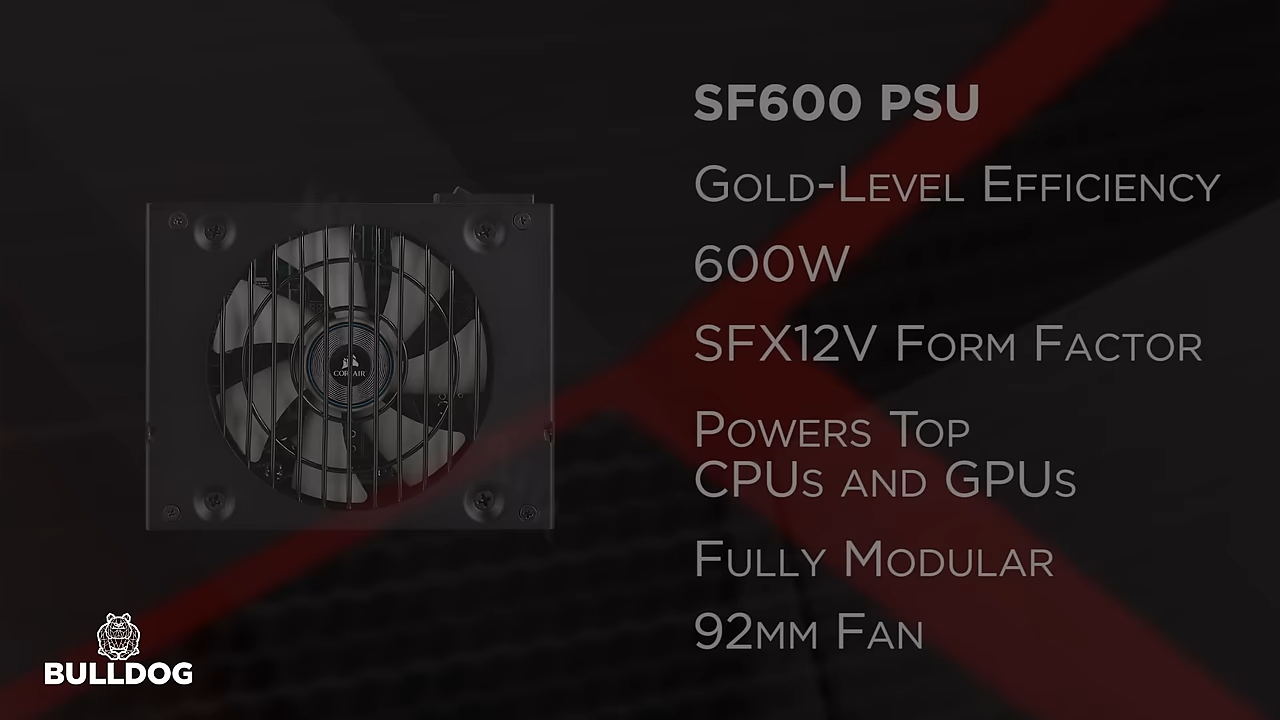 SF600 PSU
Gold-Level Efficiency
600W
SFX12V Form Factor
Powers Top
CPUs and GPUs
Fully Modular
92mm Fan
CORSAIR
BULLDOG